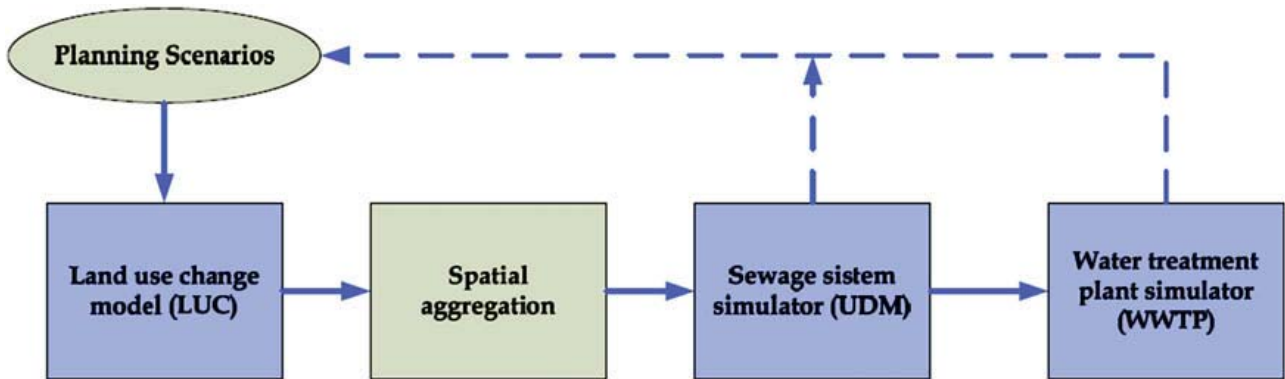 Planning Scenarios
Land use change
model (LUC)
Spatial
aggregation
Sewage sistem
simulator (UDM)
Water treatment
plant simulator
(WWTP)